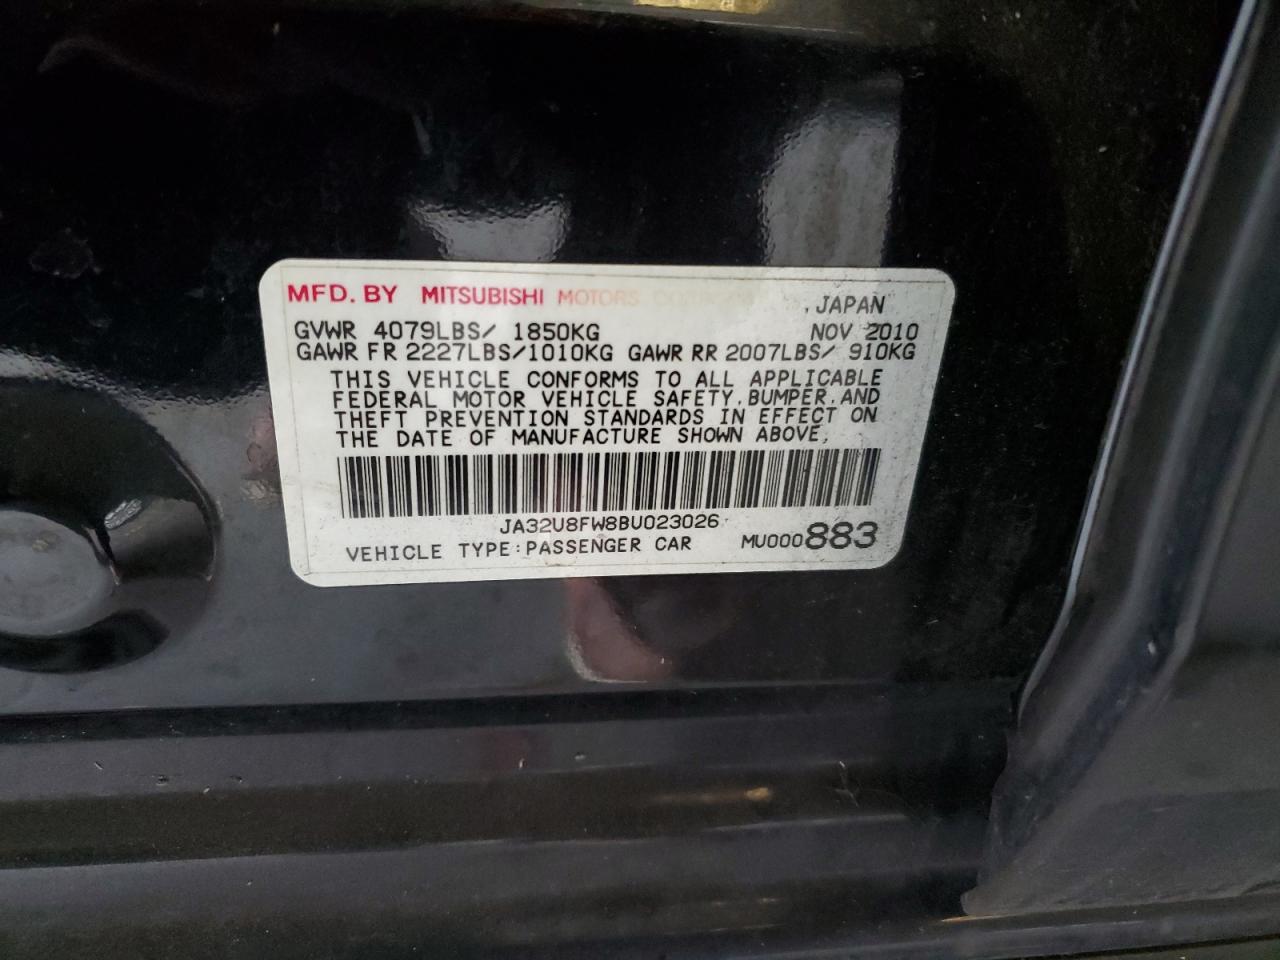 MFD. BY MITSUBISHI MOTORS CORPORATION, JAPAN
GVWR 4079LBS/ 1850KG NOV 2010
GAWR FR 2227LBS/1010KG GAWR RR 2007LBS/ 910KG
THIS VEHICLE CONFORMS TO ALL APPLICABLE
FEDERAL MOTOR VEHICLE SAFETY, BUMPER, AND
THEFT PREVENTION STANDARDS IN EFFECT ON
THE DATE OF MANUFACTURE SHOWN ABOVE,
JA32U8FW8BU023026
VEHICLE TYPE:PASSENGER CAR MU000883